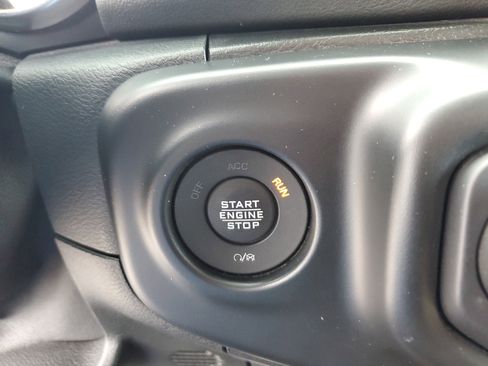 ACC
OFF
RUN
START
ENGINE
STOP